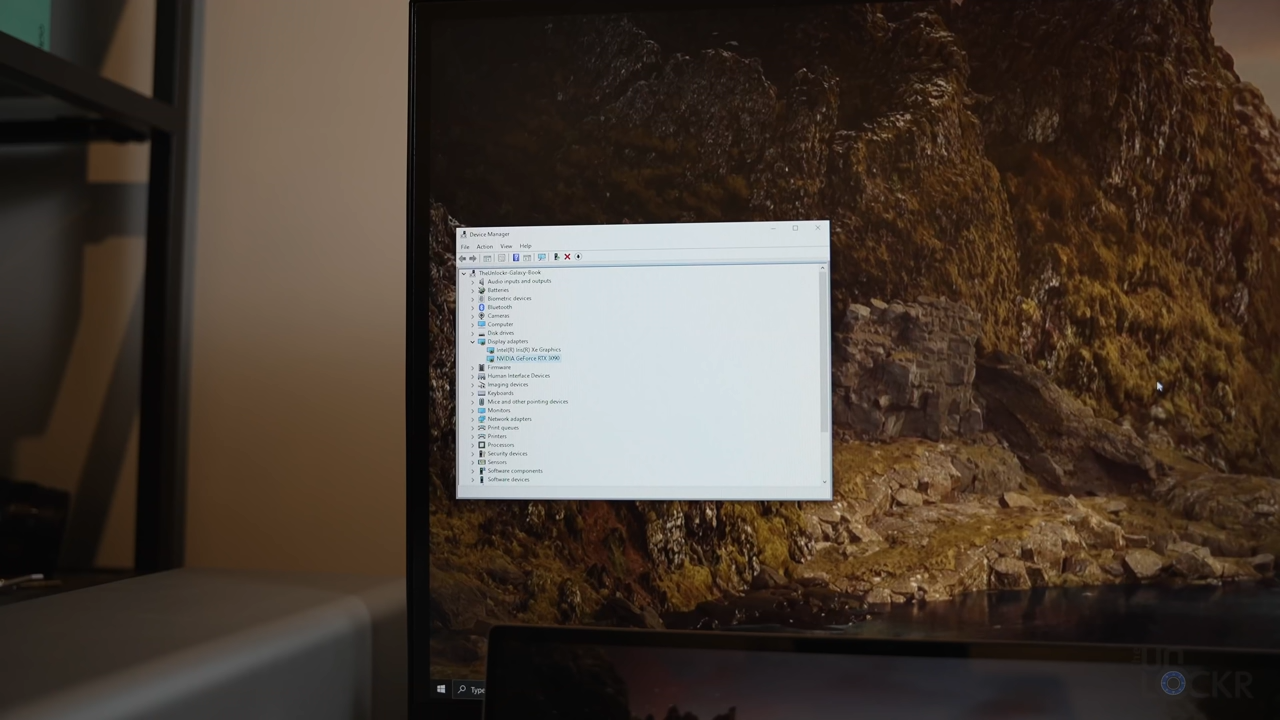 Device Manager
File Action View Help
TheUnlockr-Galaxy-Book
Audio inputs and outputs
Batteries
Biometric devices
Bluetooth
Cameras
Computer
Disk drives
Display adapters
Intel(R) Iris(R) Xe Graphics
NVIDIA GeForce RTX 3090
Firmware
Human Interface Devices
Imaging devices
Keyboards
Mice and other pointing devices
Monitors
Network adapters
Print queues
Printers
Processors
Security devices
Sensors
Software components
Software devices
Type
UN
LOCKR